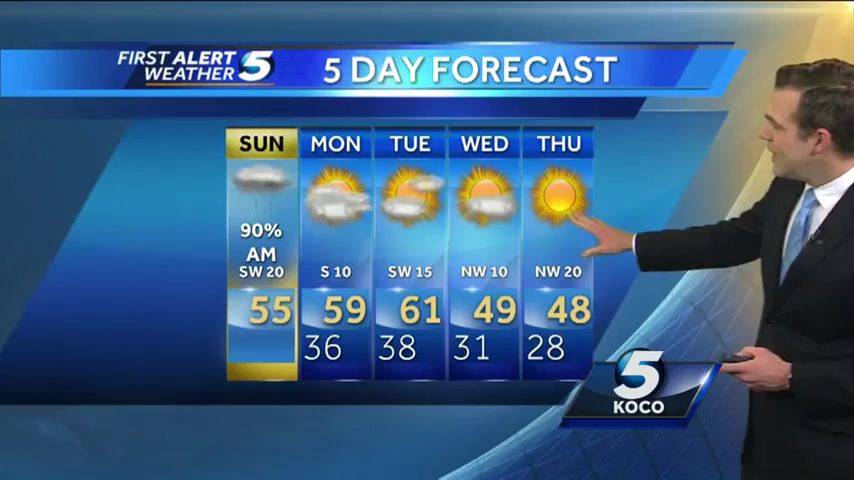 FIRST ALERT
WEATHER 5
5 DAY FORECAST
SUN MON TUE WED THU
90%
AM
SW 20 S 10 SW 15 NW 10 NW 20
55 59 61 49 48
36 38 31 28
5
KOCO